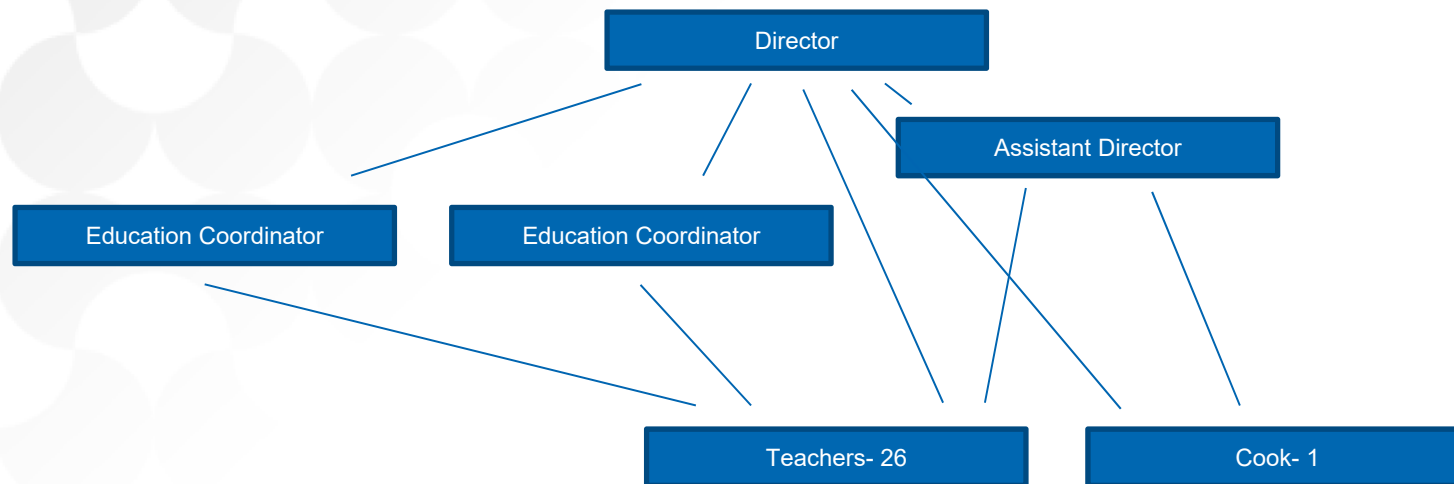 Director
Assistant Director
Education Coordinator
Education Coordinator
Teachers- 26
Cook- 1